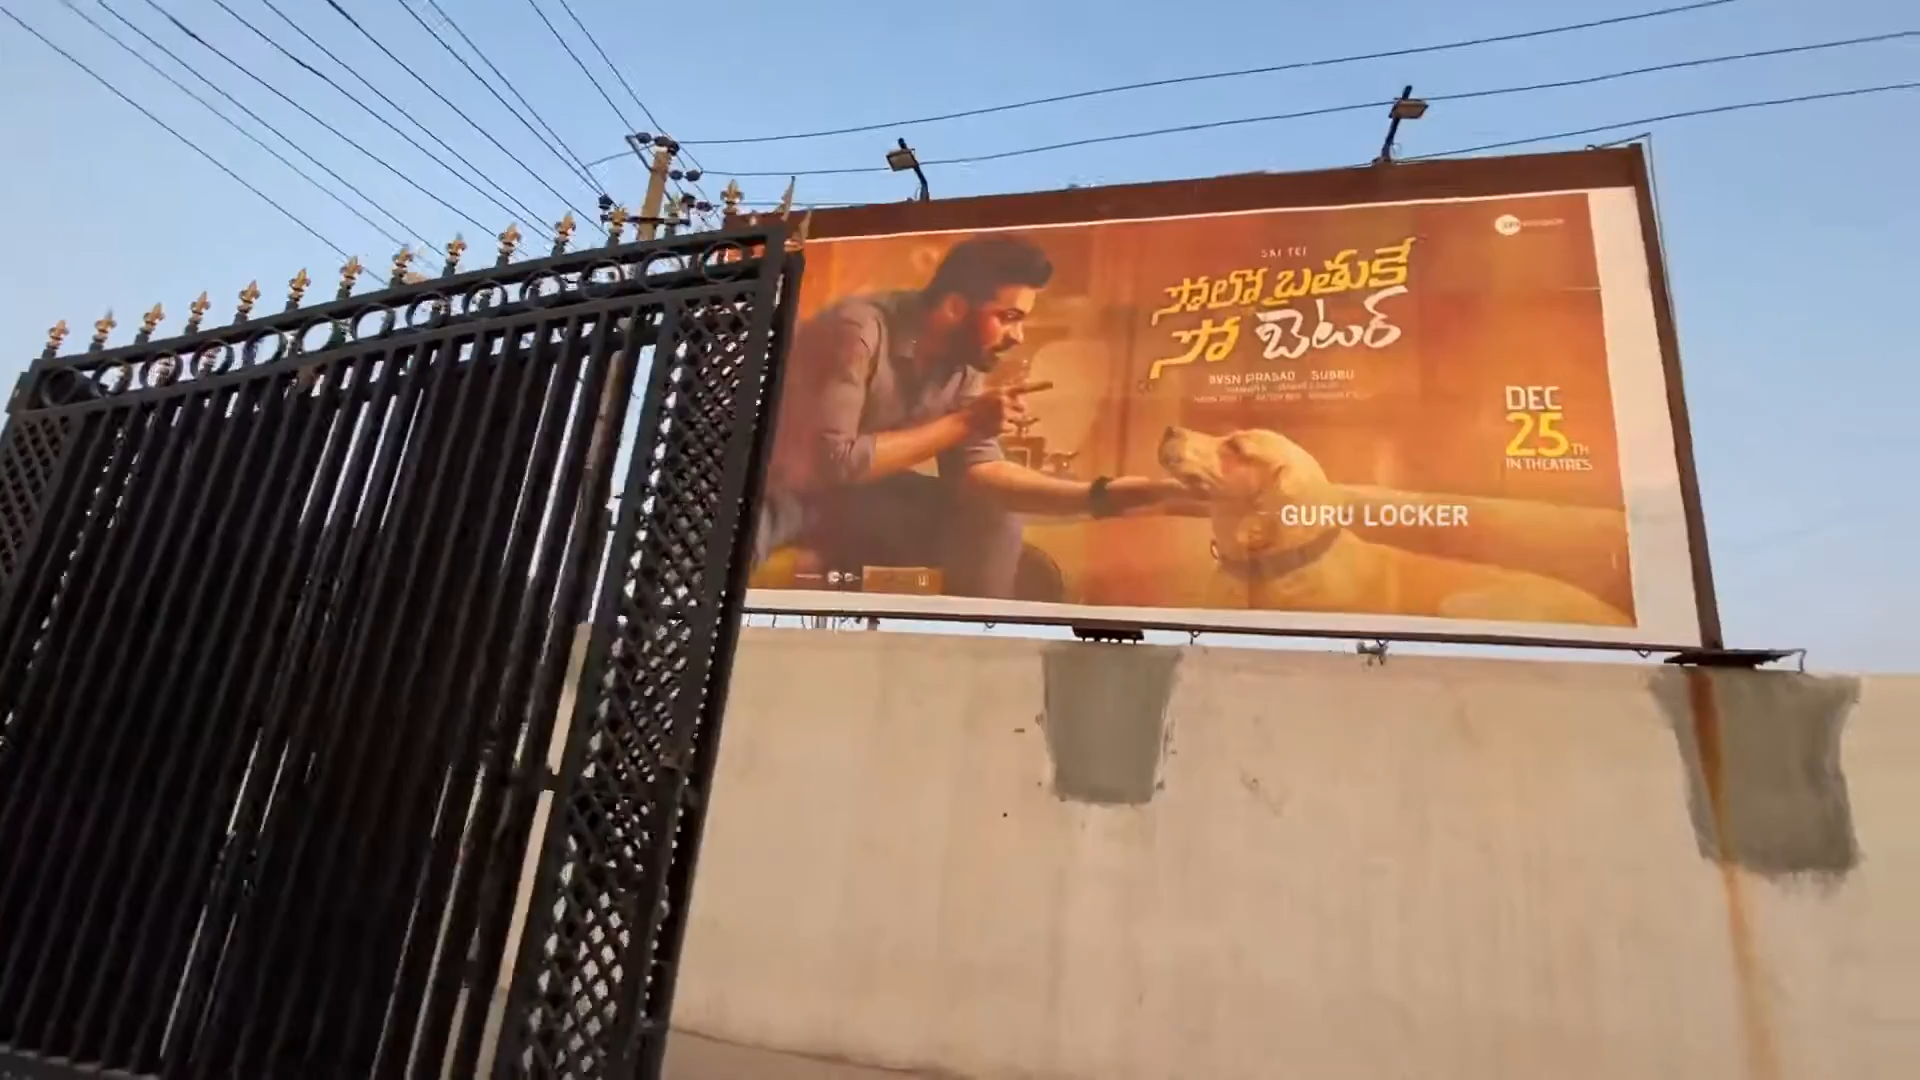 SAI TEJ
సోలో బ్రతుకే
సో బెటర్
BVSN PRASAD SUBBU
DEC
25TH
IN THEATRES
GURU LOCKER